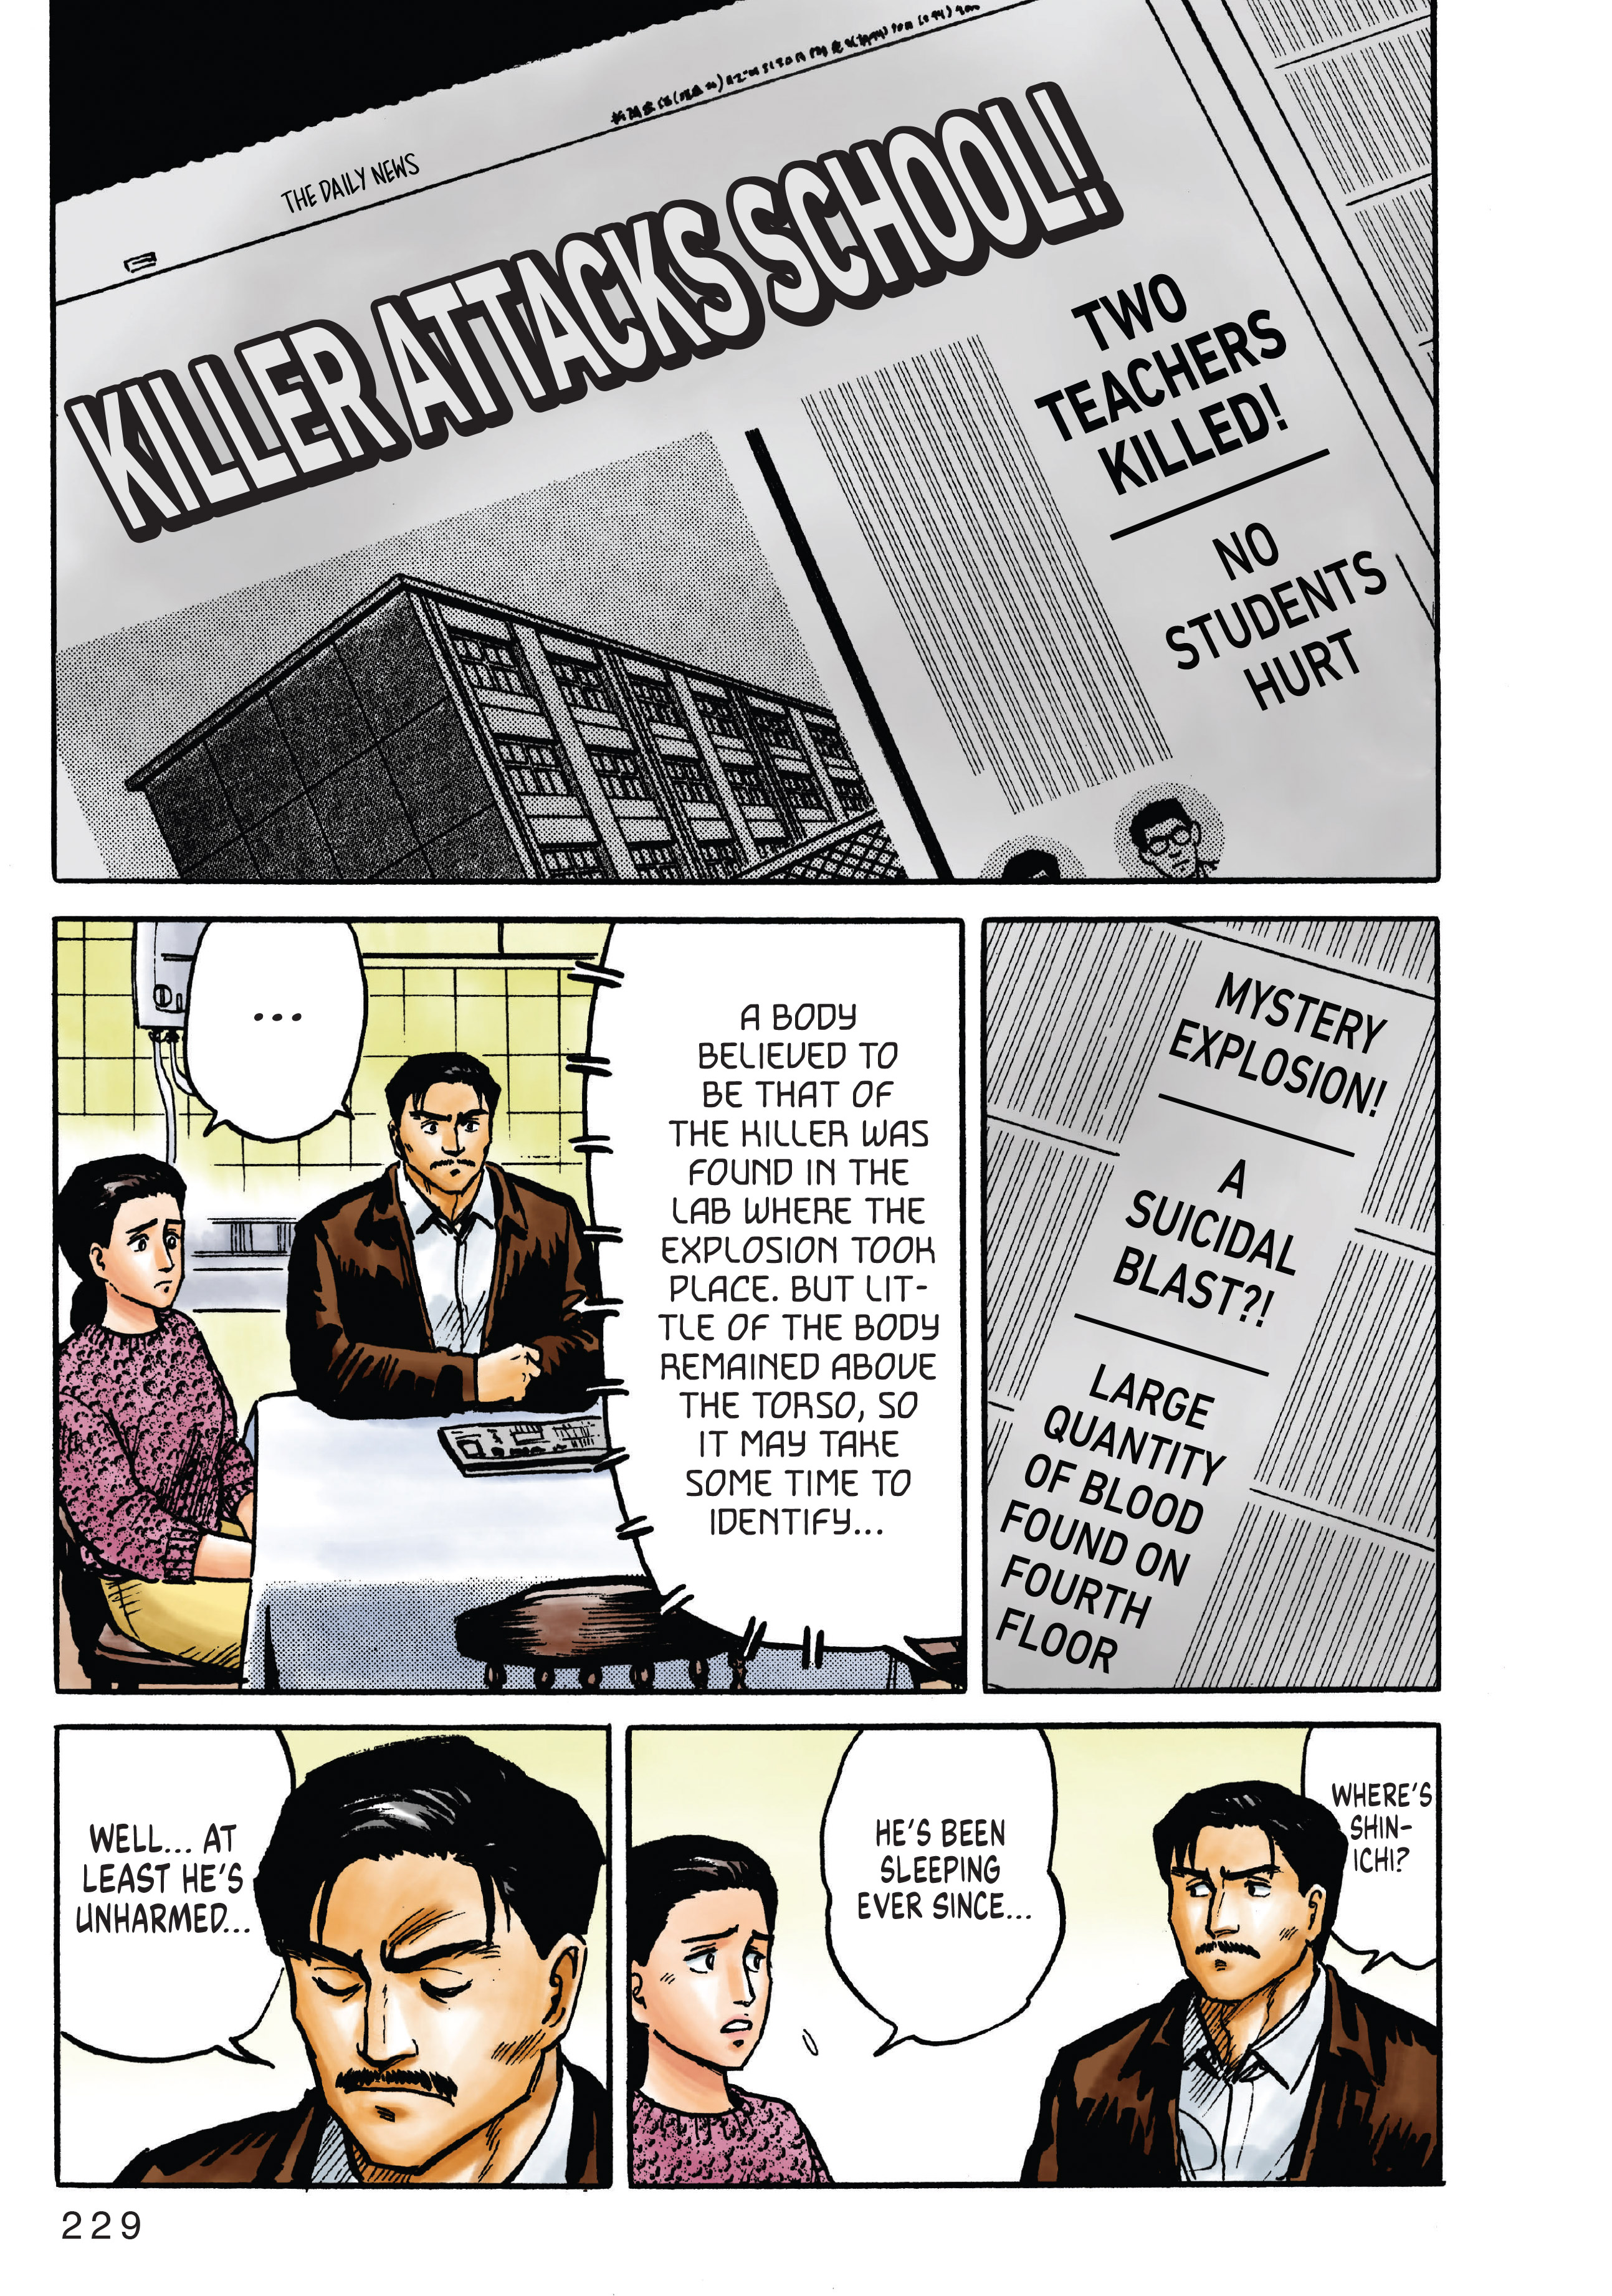 THE DAILY NEWS
KILLER ATTACKS SCHOOL!
TWO
TEACHERS
KILLED!
NO
STUDENTS
HURT
MYSTERY
EXPLOSION!
A
SUICIDAL
BLAST?!
LARGE
QUANTITY
OF BLOOD
FOUND ON
FOURTH
FLOOR
A BODY
BELIEVED TO
BE THAT OF
THE KILLER WAS
FOUND IN THE
LAB WHERE THE
EXPLOSION TOOK
PLACE. BUT LIT-
TLE OF THE BODY
REMAINED ABOVE
THE TORSO, SO
IT MAY TAKE
SOME TIME TO
IDENTIFY...
...
WHERE'S
SHIN-
ICHI?
HE'S BEEN
SLEEPING
EVER SINCE...
WELL... AT
LEAST HE'S
UNHARMED...
229